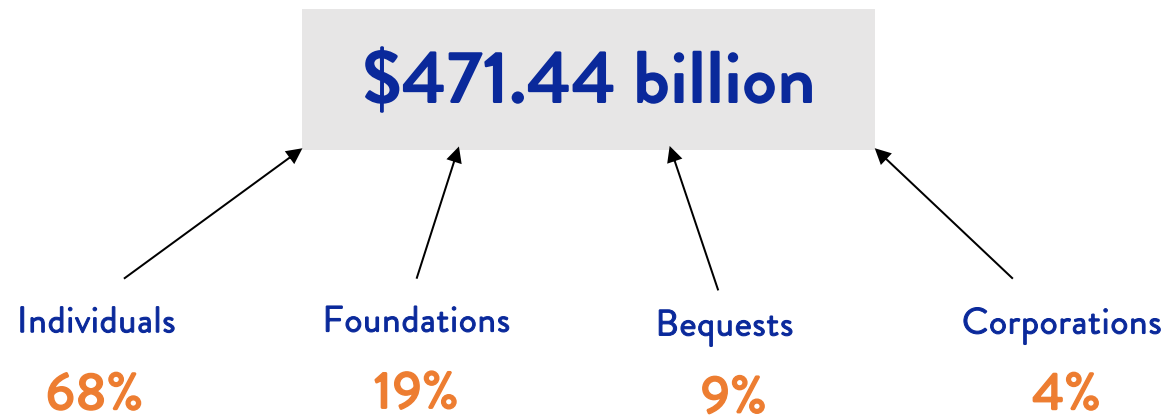 $471.44 billion
Individuals
68%
Foundations
19%
Bequests
9%
Corporations
4%